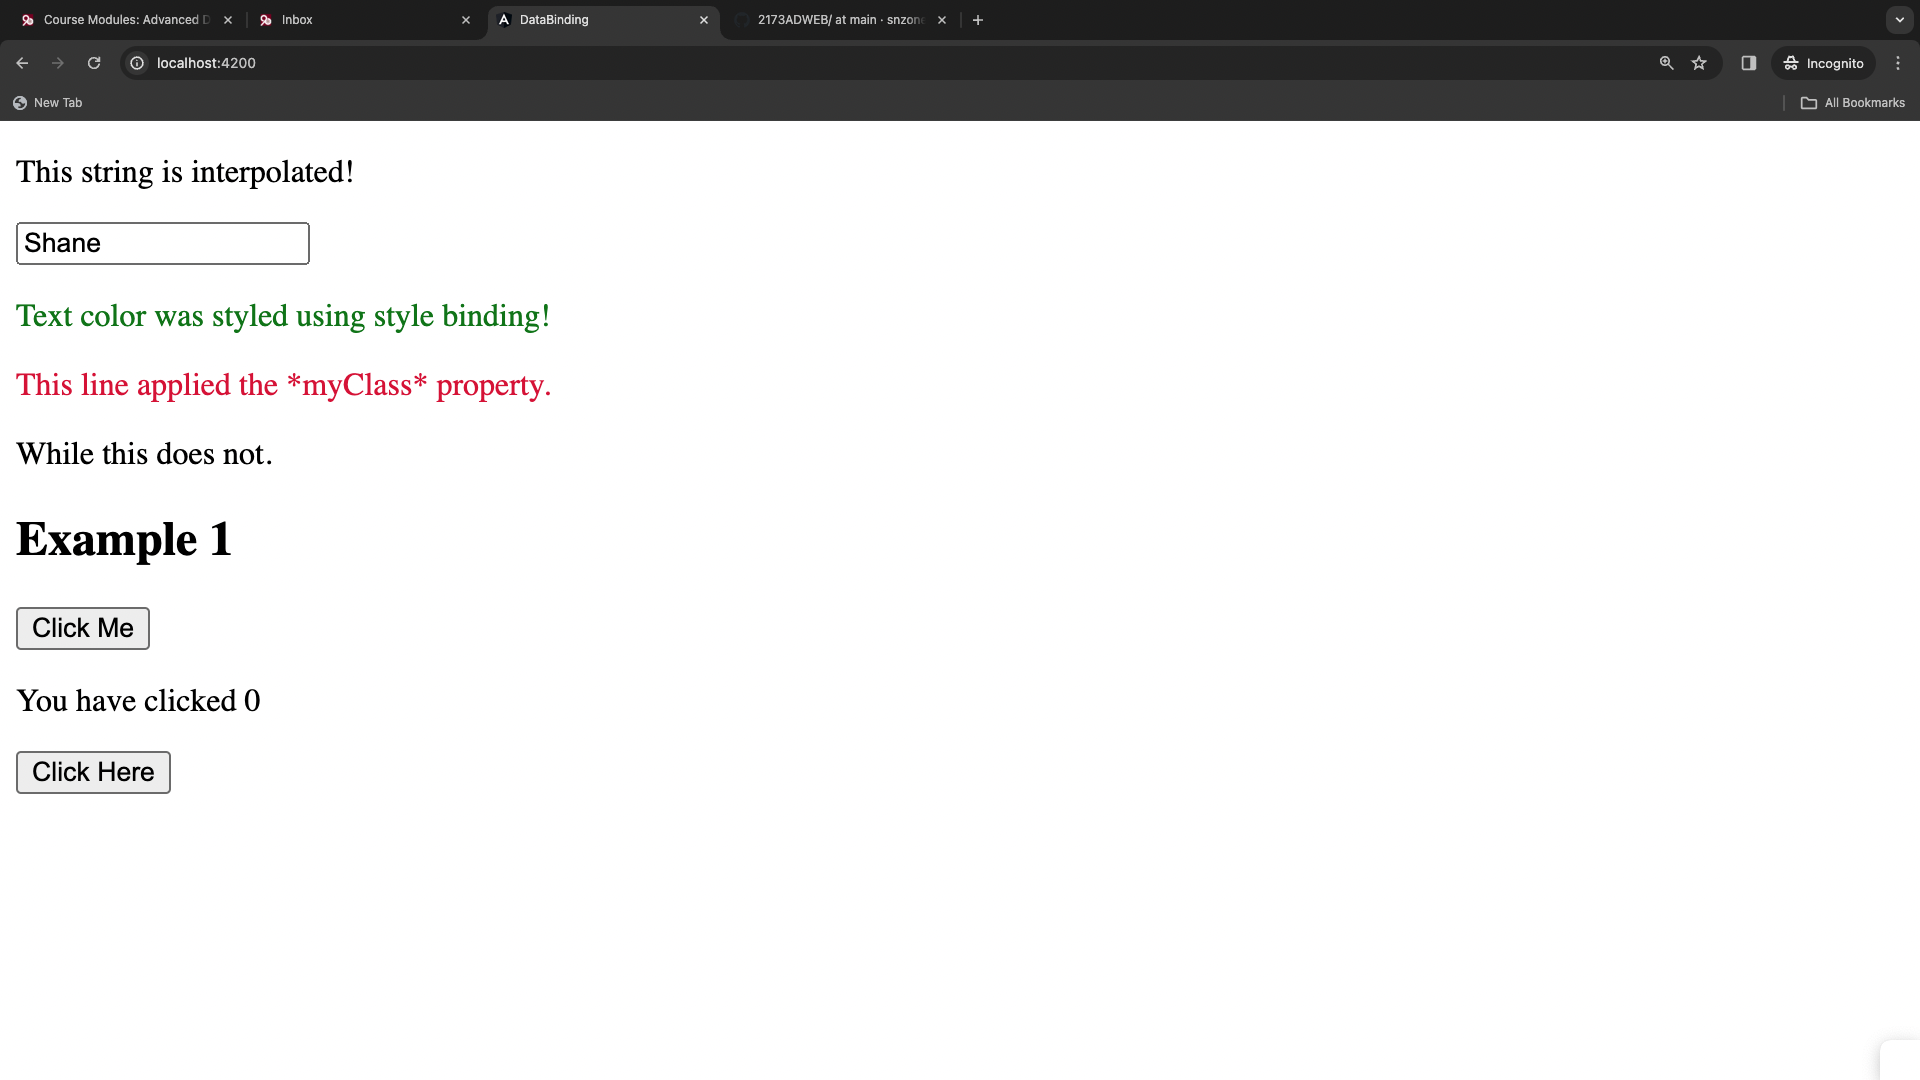 Course Modules: Advanced D
Inbox
DataBinding
2173ADWEB/ at main · snzon
localhost:4200
Incognito
New Tab
All Bookmarks
This string is interpolated!
Shane
Text color was styled using style binding!
This line applied the *myClass* property.
While this does not.
Example 1
Click Me
You have clicked 0
Click Here